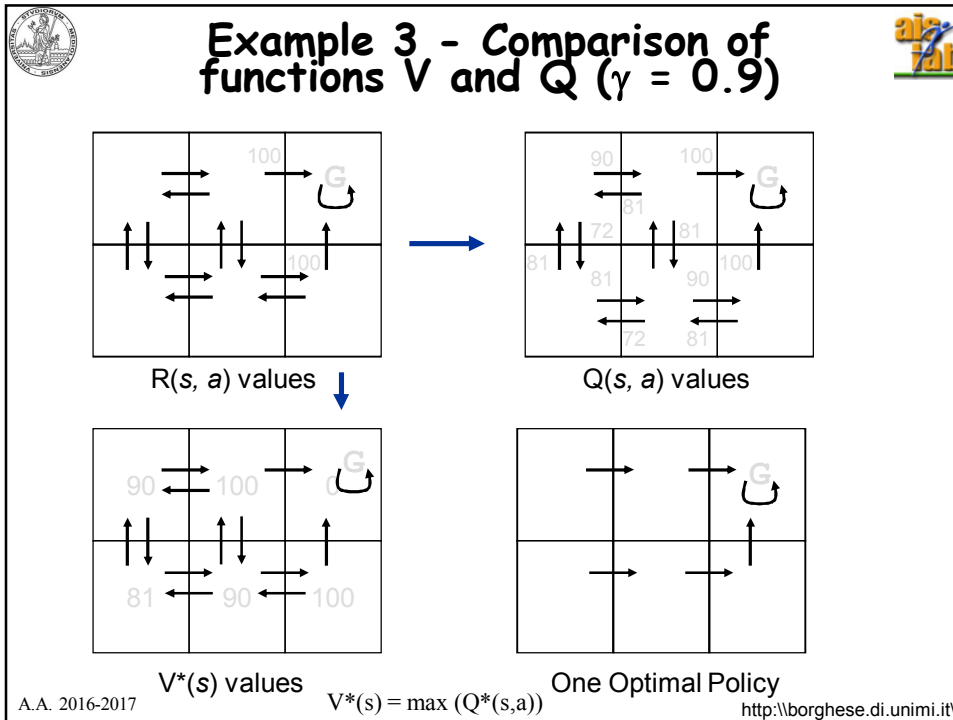 Example 3 - Comparison of
functions V and Q (γ = 0.9)
100
G
100
R(s, a) values
90
100
G
81
72
81
81
100
81
90
72
81
Q(s, a) values
90
100
0
G
81
90
100
V*(s) values
One Optimal Policy
G
A.A. 2016-2017
V*(s) = max (Q*(s,a))
http:\\borghese.di.unimi.it\